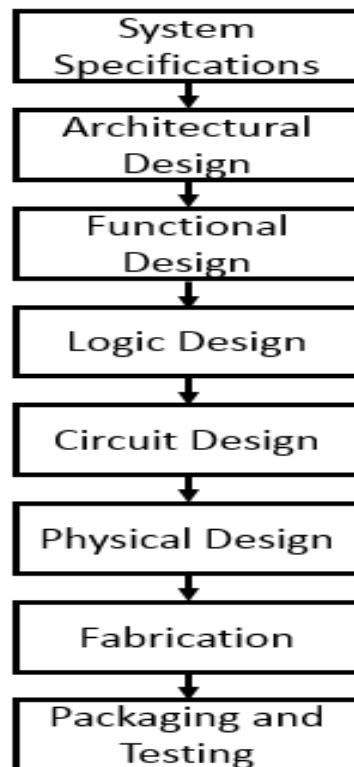 System
Specifications
Architectural
Design
Functional
Design
Logic Design
Circuit Design
Physical Design
Fabrication
Packaging and
Testing